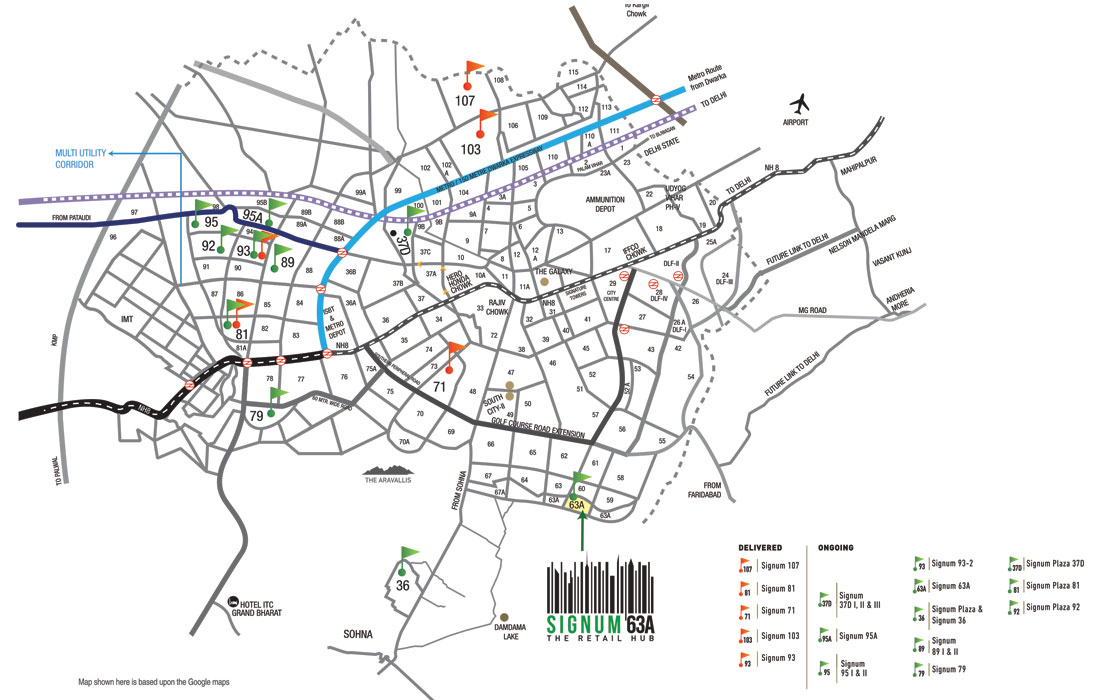 To Kargil
Chowk
115
108
114
Metro Route
from Dwarka
107
112
113
TO DELHI
109
106
111
110
A
TO BIJWASAN
AIRPORT
103
METRO / 150 METRE DWARKA EXPRESSWAY
DELHI STATE
MULTI UTILITY
CORRIDOR
102
102
A
105
110
2
PALAM VIHAR
1
23
23A
NH 8
MAHIPALPUR
99A
99
104
3
AMMUNITION
DEPOT
22
UDYOG
VIHAR
PH-V
TO DELHI
20
97
98
95B
100
101
4
5
FROM PATAUDI
95
95A
89B
88B
9B
6
13
18
19
NELSON MANDELA MARG
96
94
89A
88A
37D
9
7
12
12
A
17
IFFCO
CHOWK
25A
FUTURE LINK TO DELHI
92
93
89
37C
10
8
14
DLF-II
VASANT KUNJ
91
90
88
36B
37A
HERO
HONDA
CHOWK
10A
11
THE GALAXY
29
24
DLF-III
87
86
36A
37B
37
11A
SIGNATURE
TOWERS
CITY
CENTRE
28
DLF-IV
ANDHERIA
MORE
IMT
ISBT
&
METRO
DEPOT
34
RAJIV
CHOWK
NH8
33
32
31
30
27
26 A
DLF-I
MG ROAD
81
82
83
36
35
72
38
39
40
41
43
42
KMP
81A
NH8
SOUTHERN PERIPHERAL ROAD
74
73
84
77
76
75A
47
46
45
53
52 A
54
FUTURE LINK TO DELHI
78
71
SOUTH
CITY-II
52
51
79
60 MTR. WIDE ROAD
48
75
70
49
50
57
NH8
GOLF COURSE ROAD EXTENSION
56
55
69
70A
66
65
62
61
THE ARAVALLIS
TO PALWAL
67
64
63
60
58
FROM
FARIDABAD
67A
63A
63A
59
63A
FROM SOHNA
DELIVERED
ONGOING
107 Signum 107
93 Signum 93-2
37D Signum Plaza 37D
36
81 Signum 81
37D Signum
37D I, II & III
63A Signum 63A
81 Signum Plaza 81
HOTEL ITC
GRAND BHARAT
SIGNUM 63A
THE RETAIL HUB
71 Signum 71
36 Signum Plaza &
Signum 36
92 Signum Plaza 92
DAMDAMA
LAKE
103 Signum 103
95A Signum 95A
89 Signum
89 I & II
SOHNA
93 Signum 93
95 Signum
95 I & II
79 Signum 79
Map shown here is based upon the Google maps